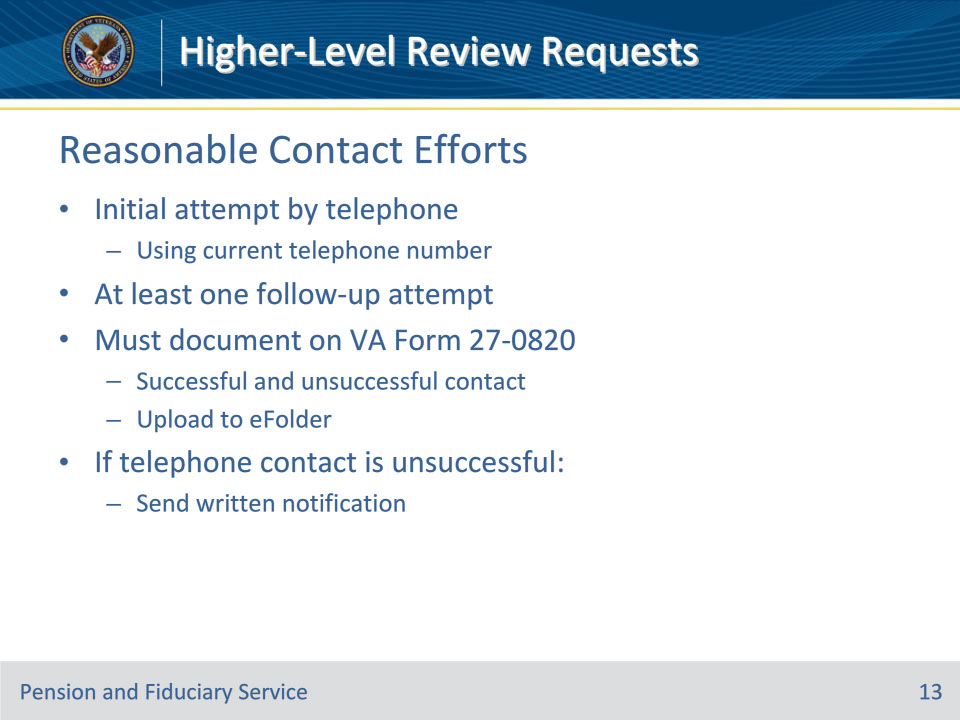 Higher-Level Review Requests
Reasonable Contact Efforts
• Initial attempt by telephone
– Using current telephone number
• At least one follow-up attempt
• Must document on VA Form 27-0820
– Successful and unsuccessful contact
– Upload to eFolder
• If telephone contact is unsuccessful:
– Send written notification
Pension and Fiduciary Service
13